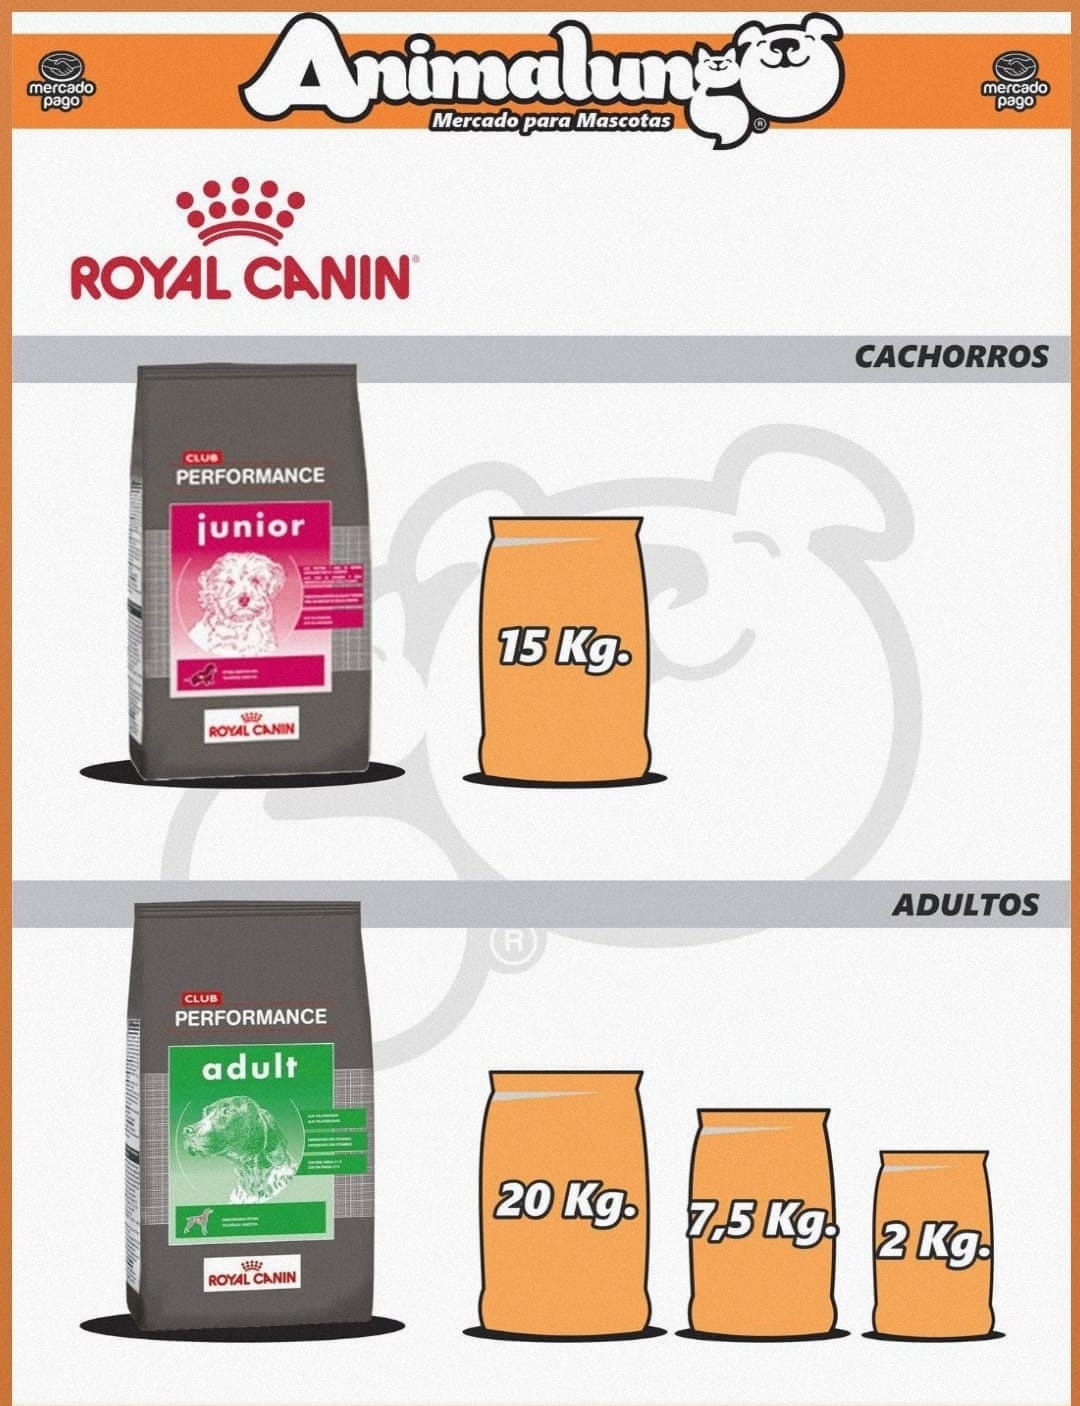 mercado
pago
Animalungo
Mercado para Mascotas
®
mercado
pago
ROYAL CANIN®
CACHORROS
CLUB
PERFORMANCE
junior
ROYAL CANIN
15 Kg.
ADULTOS
®
CLUB
PERFORMANCE
adult
ROYAL CANIN
20 Kg.
7,5 Kg.
2 Kg.